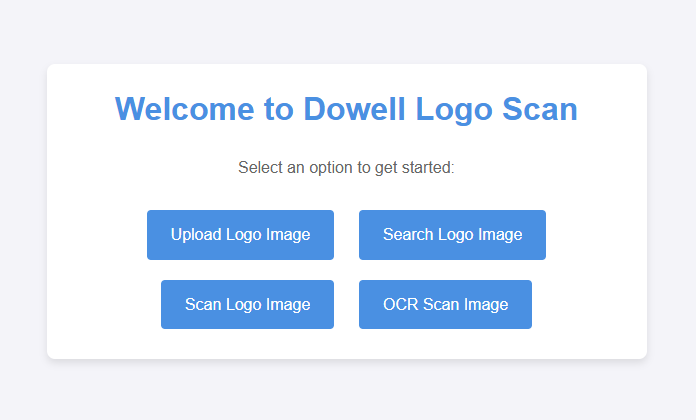 Welcome to Dowell Logo Scan
Select an option to get started:
Upload Logo Image
Search Logo Image
Scan Logo Image
OCR Scan Image